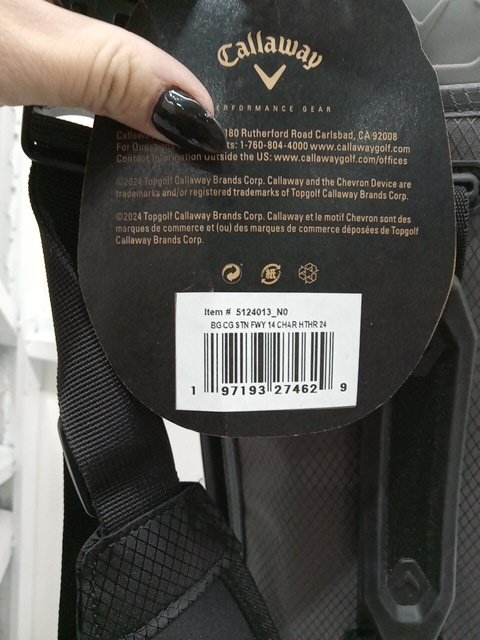 Callaway
PERFORMANCE GEAR
180 Rutherford Road Carlsbad, CA 92008
1-760-804-4000 www.callawaygolf.com
Contact Information Outside the US: www.callawaygolf.com/offices
©2024 Topgolf Callaway Brands Corp. Callaway and the Chevron Device are
trademarks and/or registered trademarks of Topgolf Callaway Brands Corp.
©2024 Topgolf Callaway Brands Corp. Callaway et le motif Chevron sont des
marques de commerce et (ou) des marques de commerce déposées de Topgolf
Callaway Brands Corp.
紙
Item # 5124013_N0
BG CG STN FWY 14 CHAR HTHR 24
1 97193 27462 9